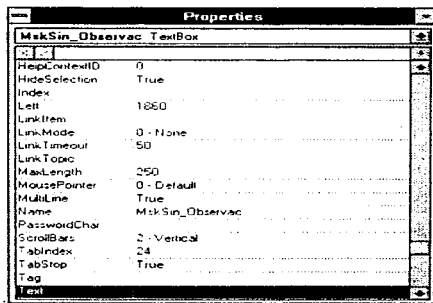 Properties
MskSin_Observac TextBox
HelpContextID 0
HideSelection True
Index
Left 1860
LinkItem
LinkMode 0 - None
LinkTimeout 50
LinkTopic
MaxLength 250
MousePointer 0 - Default
MultiLine True
Name MskSin_Observac
PasswordChar
ScrollBars 2 - Vertical
TabIndex 24
TabStop True
Tag
Text